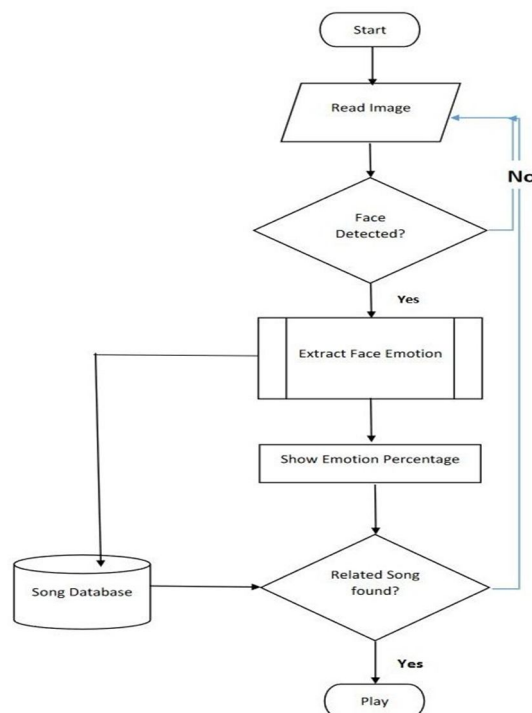 Start
Read Image
No
Face
Detected?
Yes
Extract Face Emotion
Show Emotion Percentage
Song Database
Related Song
found?
Yes
Play